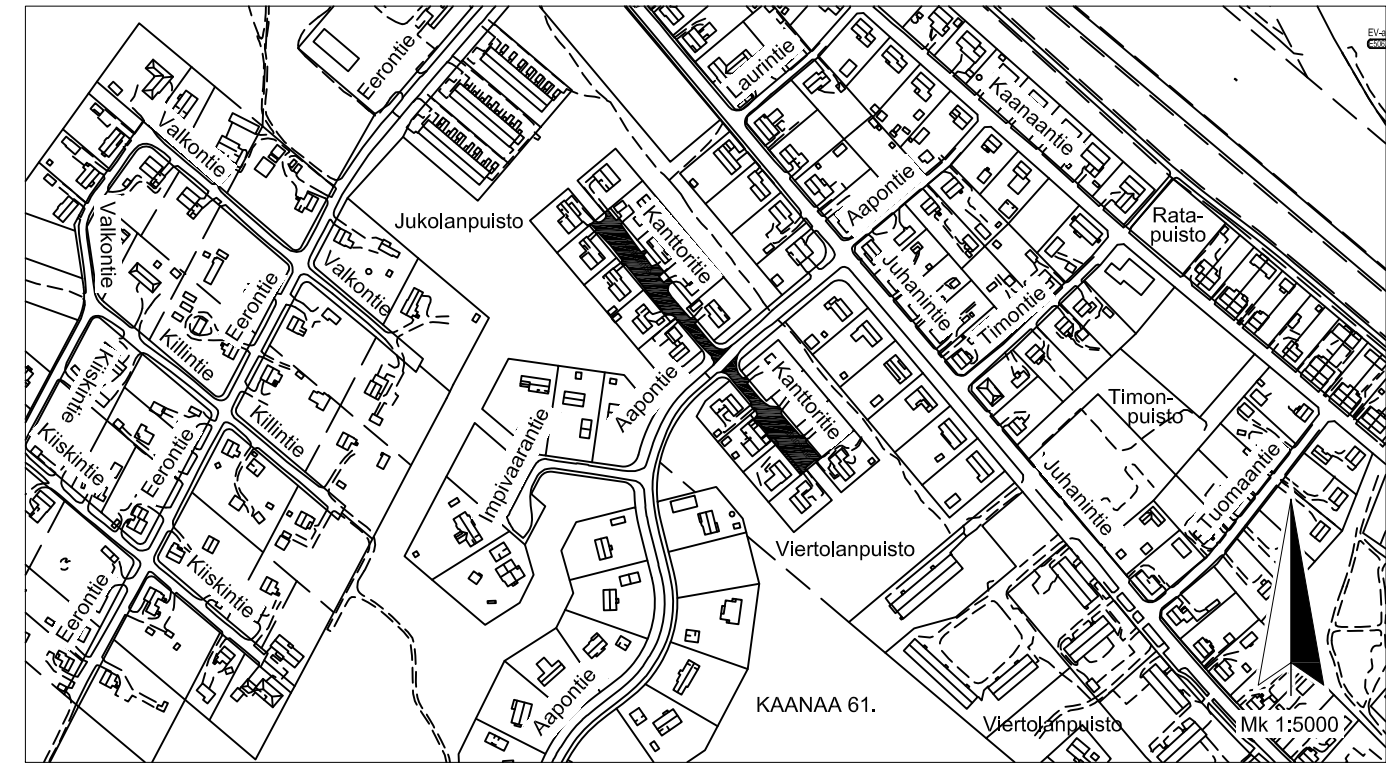 Eerontie
Valkontie
Valkontie
Jukolanpuisto
Valkontie
Eerontie
Killintie
Kiiskintie
Killintie
Kiiskintie
Eerontie
Kiiskintie
Eerontie
Impivaarantie
Aapontie
Kanttoritie
Kanttoritie
Aapontie
aurintie
Kaanaantie
Aapontie
Juhanintie
Timontie
Rata-
puisto
Timon-
puisto
Juhanintie
Tuomaantie
Viertolanpuisto
Viertolanpuisto
KAANAA 61.
Mk 1:5000